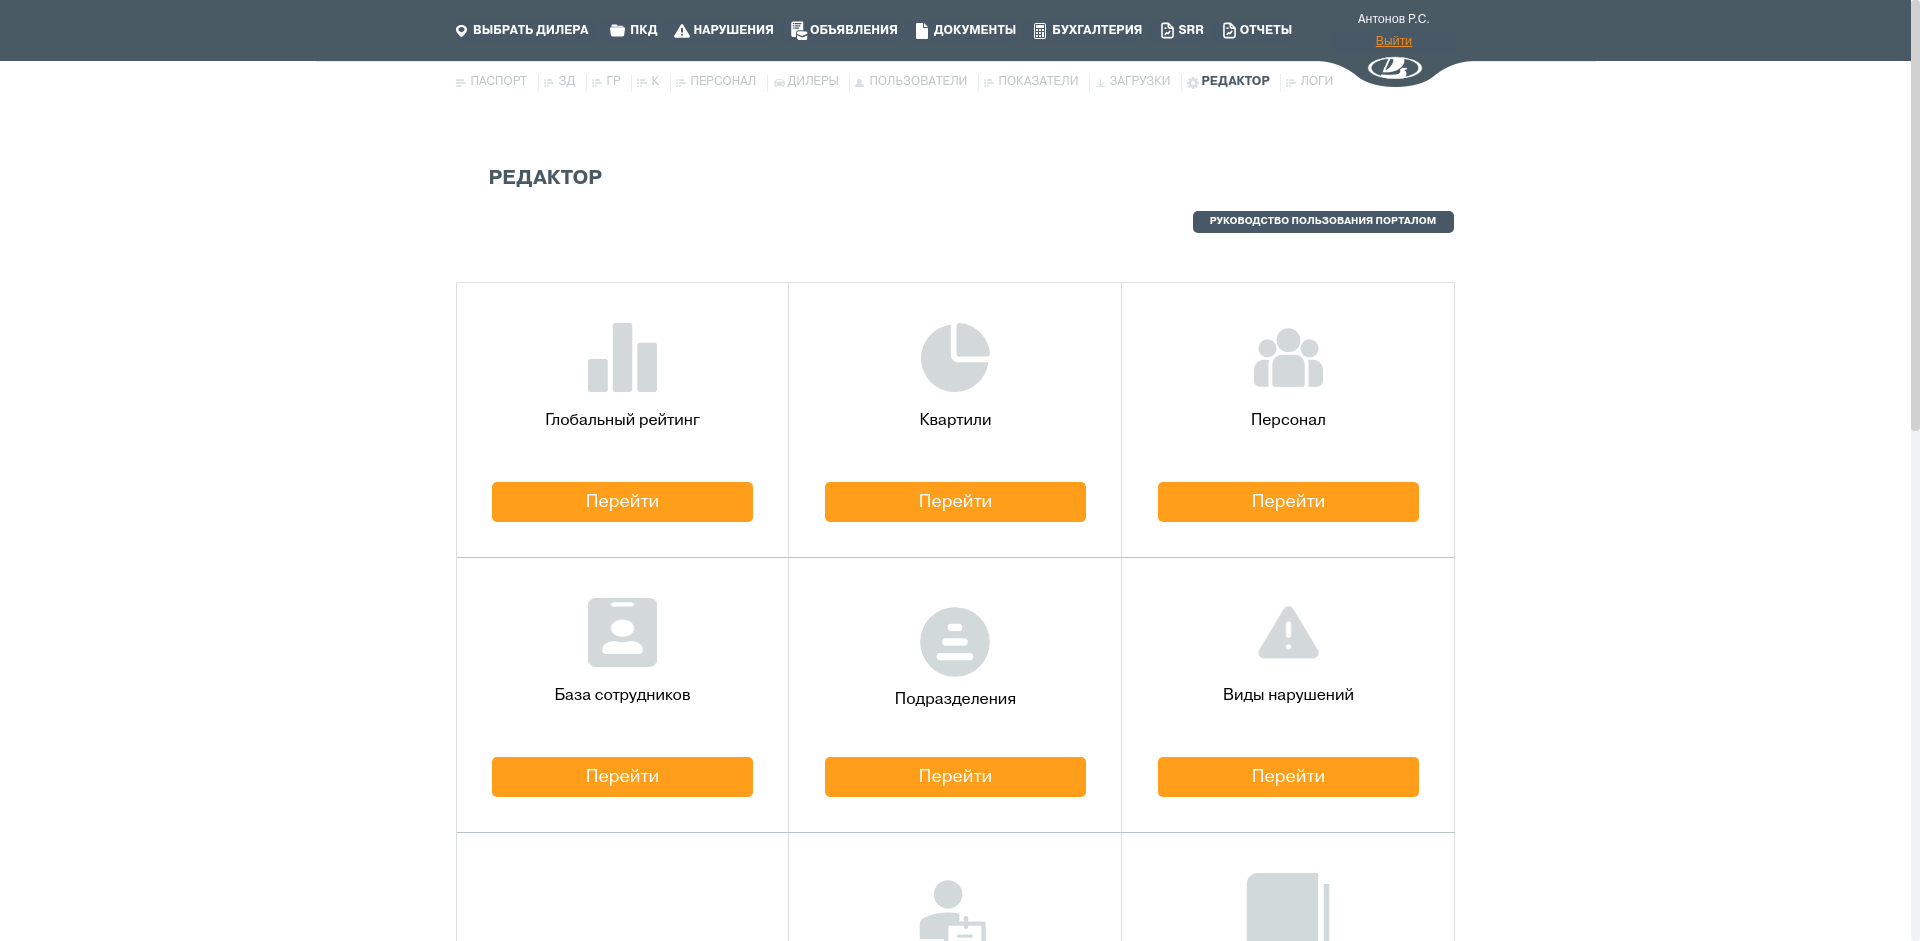 ВЫБРАТЬ ДИЛЕРА ПКД НАРУШЕНИЯ ОБЪЯВЛЕНИЯ ДОКУМЕНТЫ БУХГАЛТЕРИЯ SRR ОТЧЕТЫ Антонов Р.С.
Выйти
ПАСПОРТ ЗД ГР К ПЕРСОНАЛ ДИЛЕРЫ ПОЛЬЗОВАТЕЛИ ПОКАЗАТЕЛИ ЗАГРУЗКИ РЕДАКТОР ЛОГИ
РЕДАКТОР
РУКОВОДСТВО ПОЛЬЗОВАНИЯ ПОРТАЛОМ
Глобальный рейтинг Квартили Персонал
Перейти Перейти Перейти
База сотрудников Подразделения Виды нарушений
Перейти Перейти Перейти